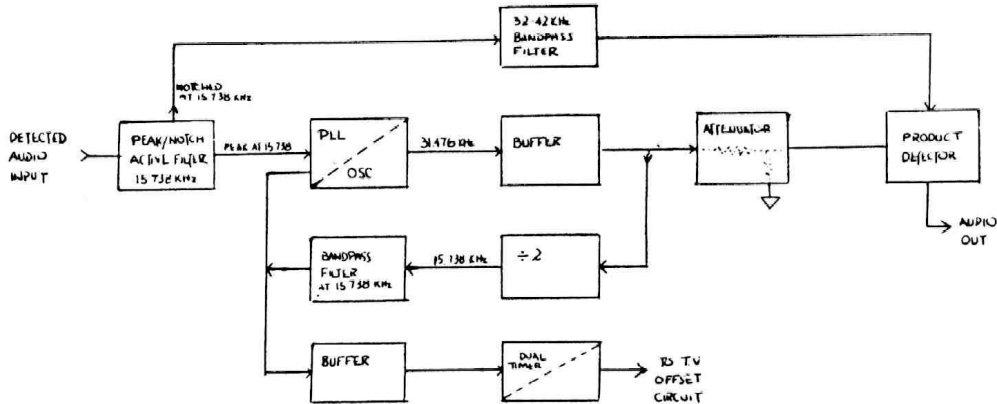 32-42 KHz
BANDPASS
FILTER
NOTCHED
AT 15.738 KHz
DETECTED
AUDIO
INPUT
PEAK/NOTCH
ACTIVE FILTER
15.738 KHz
PEAK AT 15.738
PLL
OSC
31.476 KHz
BUFFER
ATTENUATOR
PRODUCT
DETECTOR
AUDIO
OUT
BANDPASS
FILTER
AT 15.738 KHz
15.738 KHz
÷2
BUFFER
DUAL
TIMER
TO T.V.
OFFSET
CIRCUIT